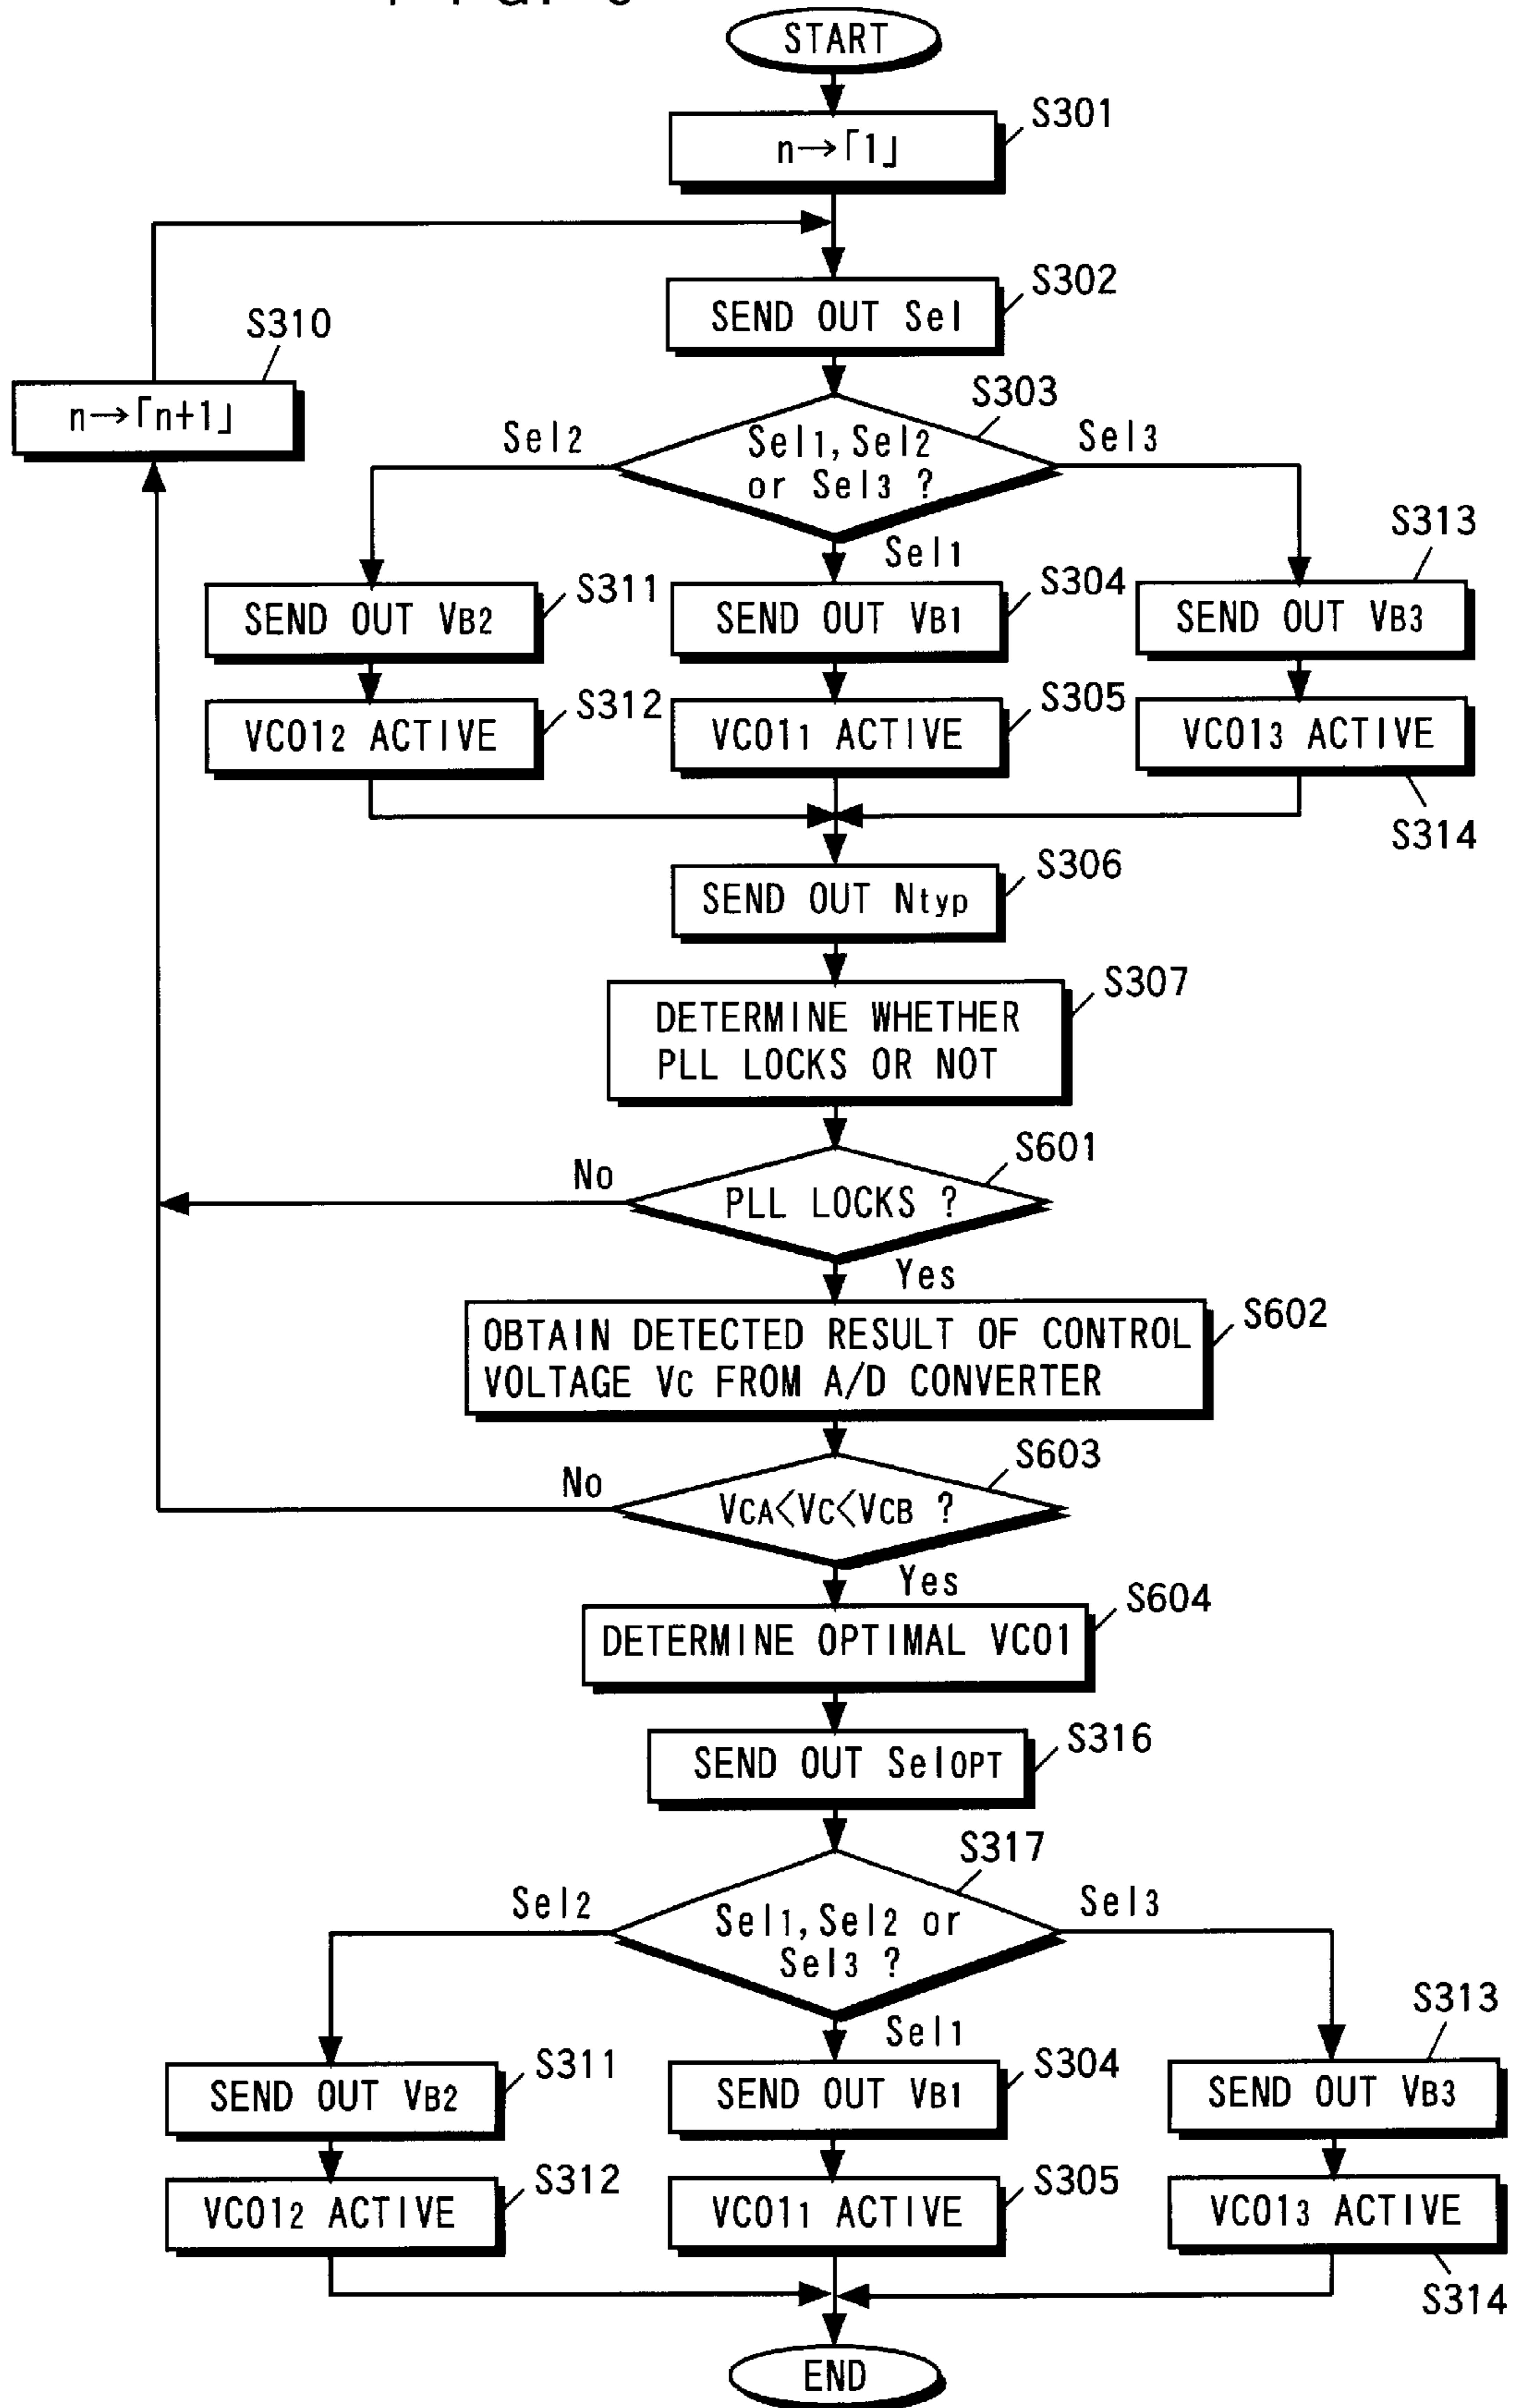 START
S301
n→「1」
S302
SEND OUT Sel
S310
n→「n+1」
S303
Sel2
Sel1, Sel2
or Sel3 ?
Sel3
Sel1
S311
SEND OUT VB2
S304
SEND OUT VB1
S313
SEND OUT VB3
S312
VCO12 ACTIVE
S305
VCO11 ACTIVE
VCO13 ACTIVE
S314
S306
SEND OUT Ntyp
S307
DETERMINE WHETHER
PLL LOCKS OR NOT
S601
No
PLL LOCKS ?
Yes
S602
OBTAIN DETECTED RESULT OF CONTROL
VOLTAGE VC FROM A/D CONVERTER
S603
No
VCA<VC<VCB ?
Yes
S604
DETERMINE OPTIMAL VCO1
S316
SEND OUT SelOPT
S317
Sel2
Sel1, Sel2 or
Sel3 ?
Sel3
Sel1
S311
SEND OUT VB2
S304
SEND OUT VB1
S313
SEND OUT VB3
S312
VCO12 ACTIVE
S305
VCO11 ACTIVE
VCO13 ACTIVE
S314
END